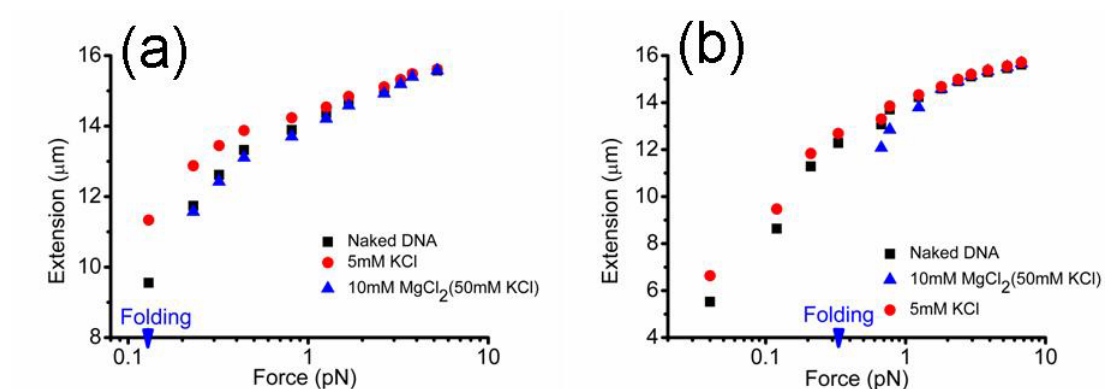 (a)
16
14
12
10
8
Extension (μm)
Naked DNA
5mM KCl
10mM MgCl2(50mM KCl)
Folding
0.1
1
10
Force (pN)
(b)
16
14
12
10
8
6
4
Extension (μm)
Naked DNA
10mM MgCl2(50mM KCl)
5mM KCl
Folding
0.1
1
10
Force (pN)